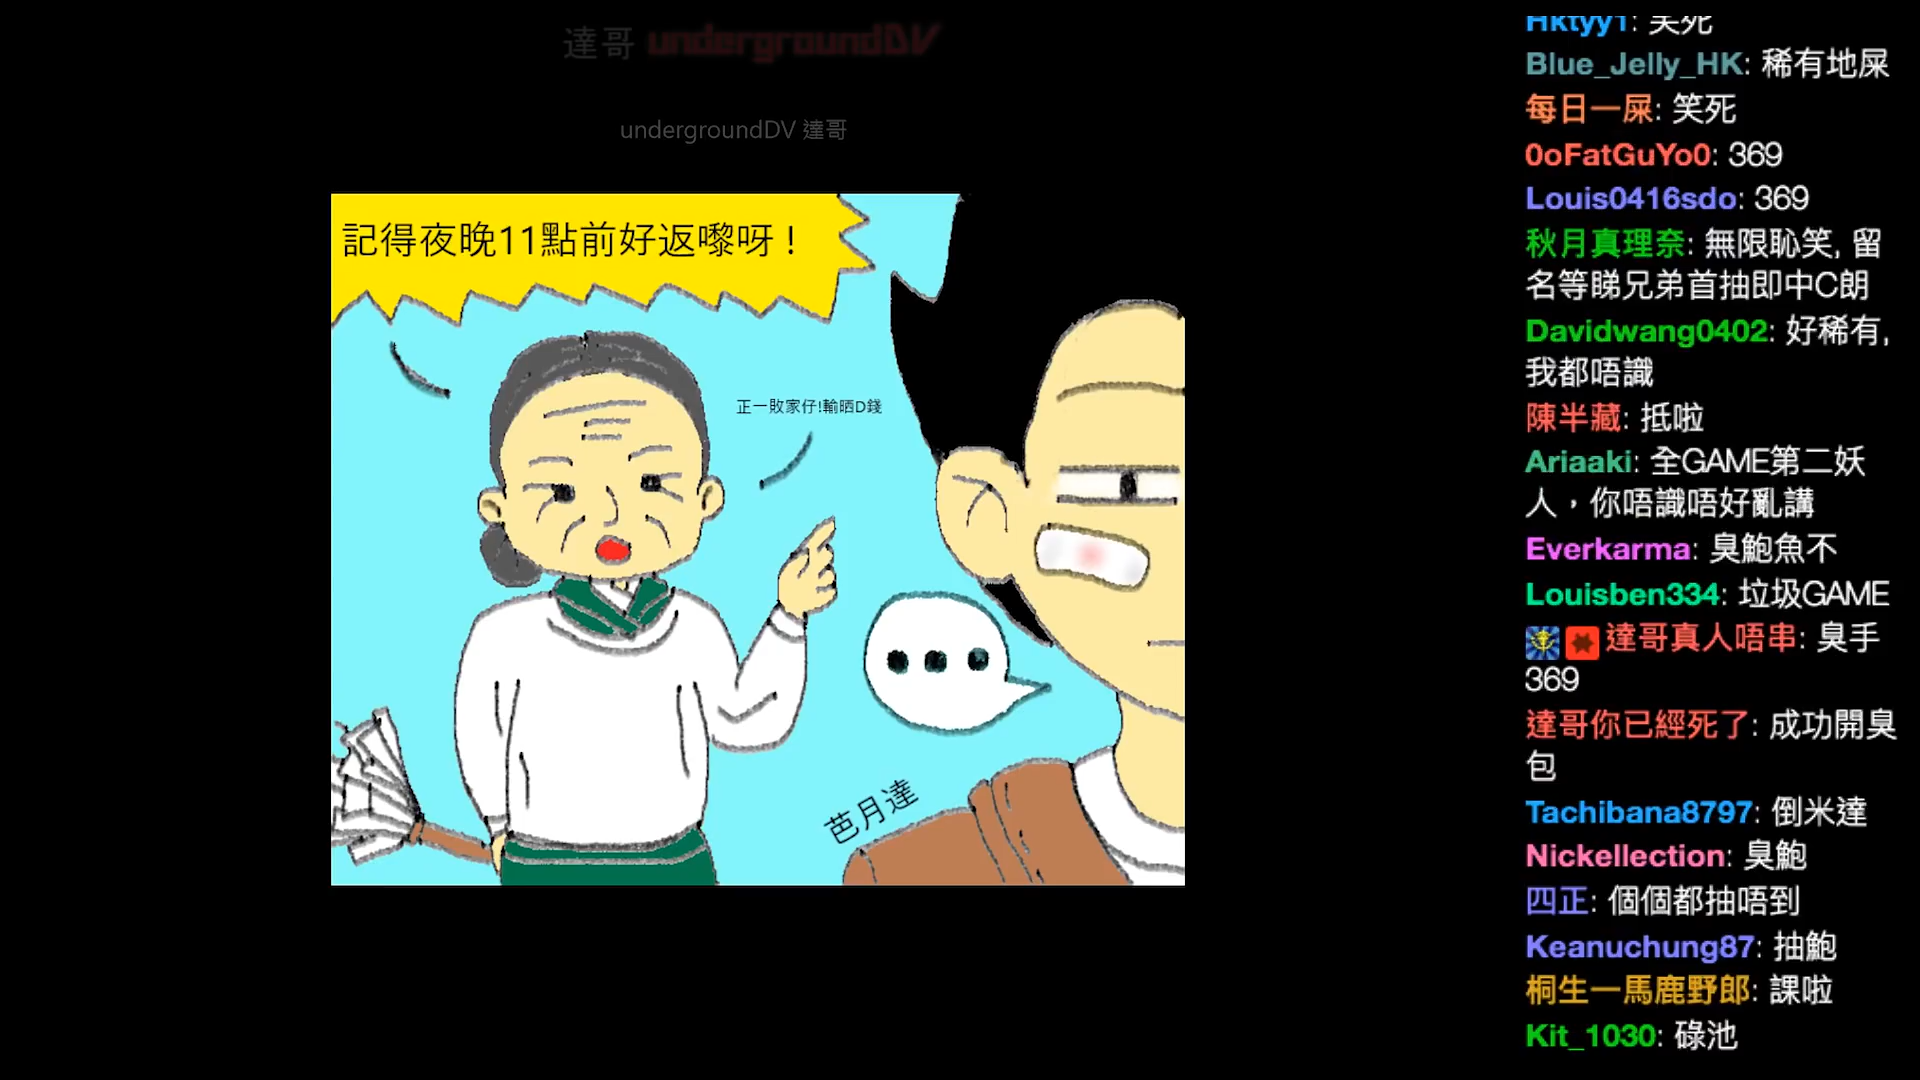 達哥 undergroundDV
undergroundDV 達哥
記得夜晚11點前好返嚟呀！
正一敗家仔!輸晒D錢
芭月達
Hktyy1: 笑死
Blue_Jelly_HK: 稀有地屎
每日一屎: 笑死
0oFatGuYo0: 369
Louis0416sdo: 369
秋月真理奈: 無限恥笑, 留
名等睇兄弟首抽即中C朗
Davidwang0402: 好稀有,
我都唔識
陳半藏: 抵啦
Ariaaki: 全GAME第二妖
人，你唔識唔好亂講
Everkarma: 臭鮑魚不
Louisben334: 垃圾GAME
達哥真人唔串: 臭手
369
達哥你已經死了: 成功開臭
包
Tachibana8797: 倒米達
Nickellection: 臭鮑
四正: 個個都抽唔到
Keanuchung87: 抽鮑
桐生一馬鹿野郎: 課啦
Kit_1030: 碌池